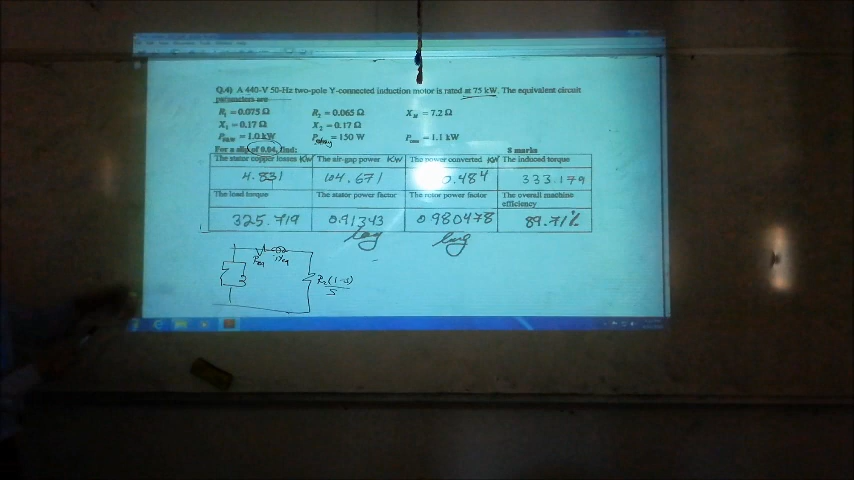 Q.4) A 440-V 50-Hz two-pole Y-connected induction motor is rated at 75 kW. The equivalent circuit
parameters are
R₁ = 0.075 Ω R₂ = 0.065 Ω X_M = 7.2 Ω
X₁ = 0.17 Ω X₂ = 0.17 Ω
= 1.0 kW = 150 W = 1.1 kW
For a slip of 0.04, find: 8 marks
The stator copper losses KW The air-gap power KW The power converted KW The induced torque
4.831 104.671 0.484 333.179
The load torque The stator power factor The rotor power factor The overall machine
efficiency
325.719 0.91343 0.980478 89.71%
lag lag
Req
R₂(1-s)
s